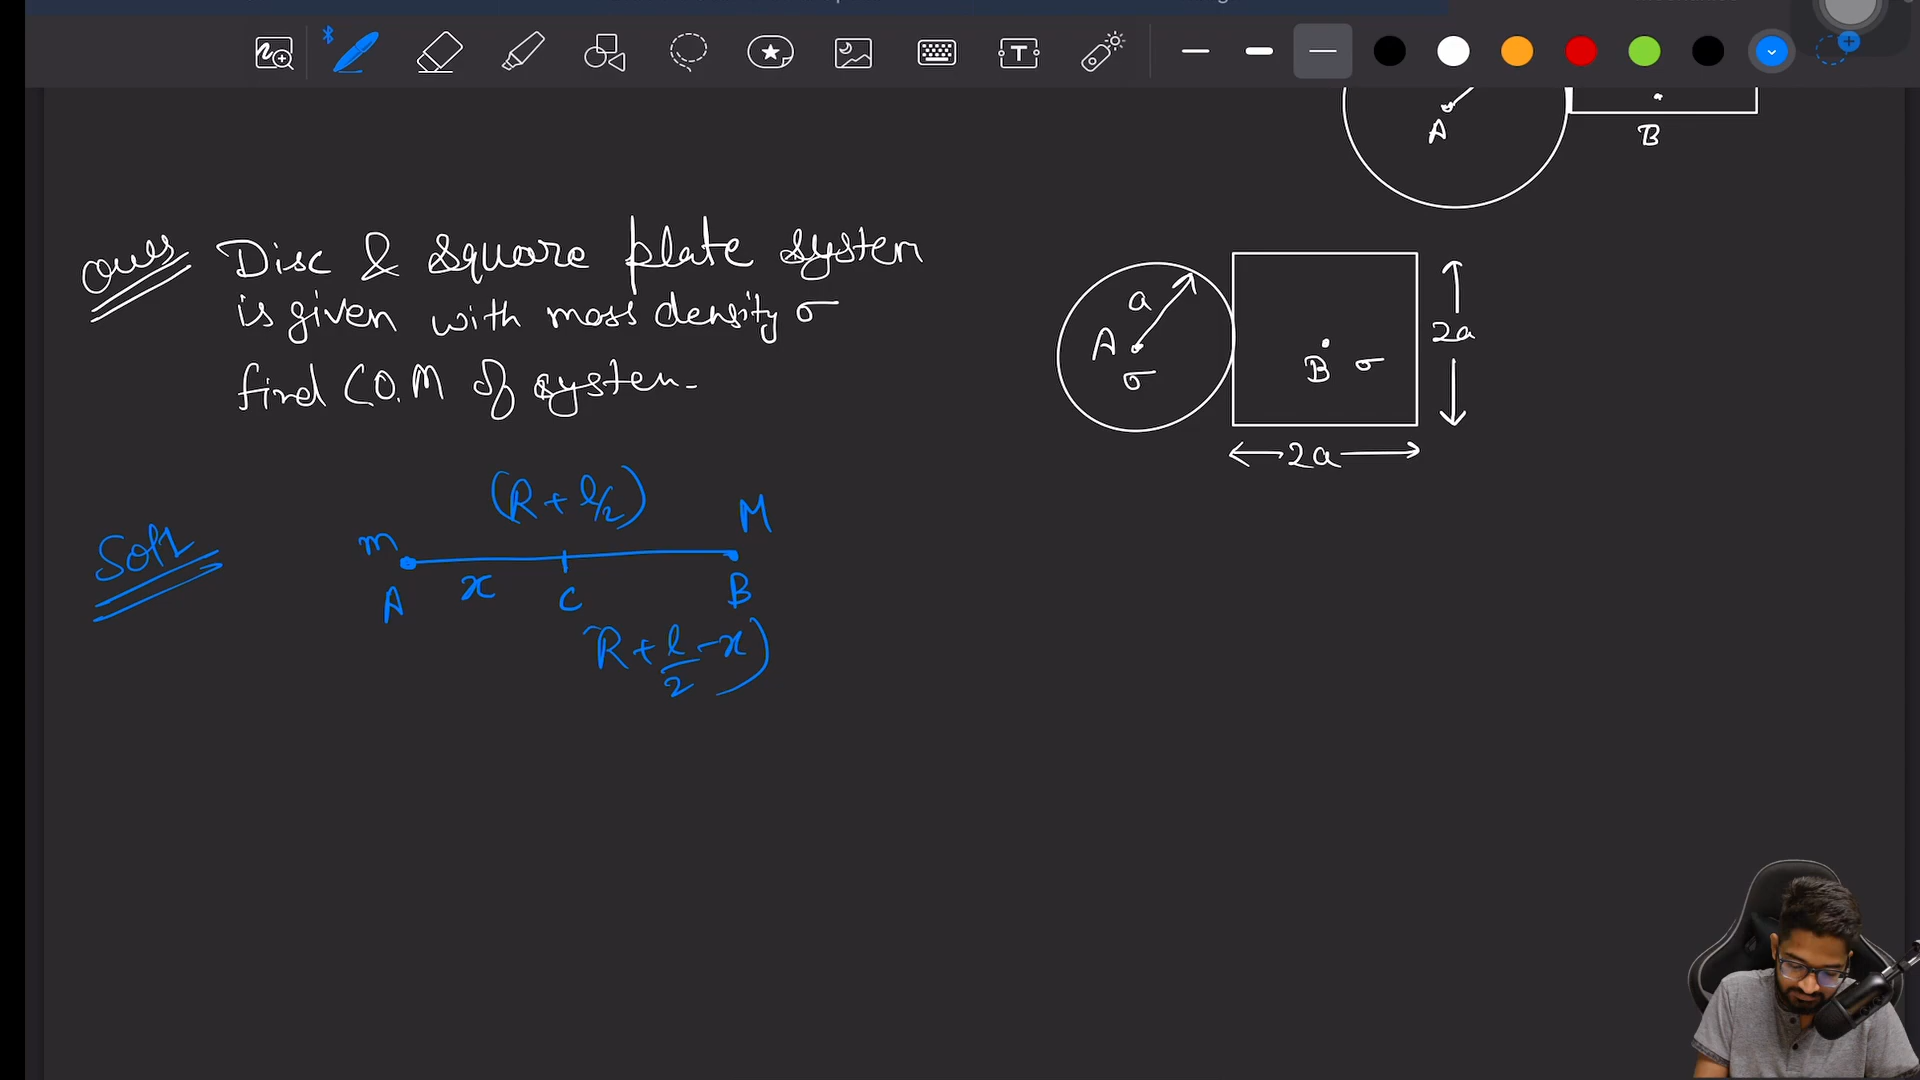 A
B
Ques Disc & square plate system
is given with mass density σ
find C.O.M of system.
a
A
σ
B σ
2a
2a
Soln
(R + l/2)
m
M
x
A
C
B
R + l/2 - x)